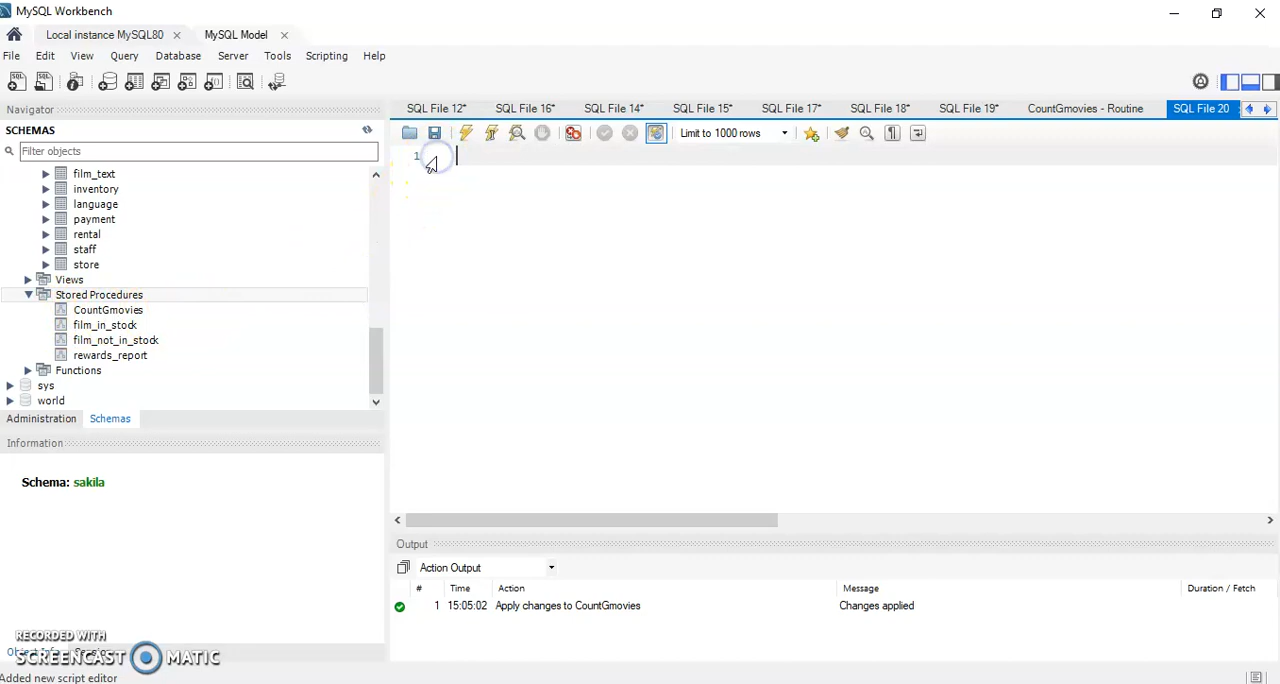 MySQL Workbench
Local instance MySQL80
MySQL Model
File Edit View Query Database Server Tools Scripting Help
Navigator
SCHEMAS
Filter objects
film_text
inventory
language
payment
rental
staff
store
Views
Stored Procedures
CountGmovies
film_in_stock
film_not_in_stock
rewards_report
Functions
sys
world
Administration Schemas
Information
Schema: sakila
SQL File 12* SQL File 16* SQL File 14* SQL File 15* SQL File 17* SQL File 18* SQL File 19* CountGmovies - Routine SQL File 20
Limit to 1000 rows
1
Output
Action Output
# Time Action Message Duration / Fetch
1 15:05:02 Apply changes to CountGmovies Changes applied
RECORDED WITH
SCREENCAST MATIC
Added new script editor